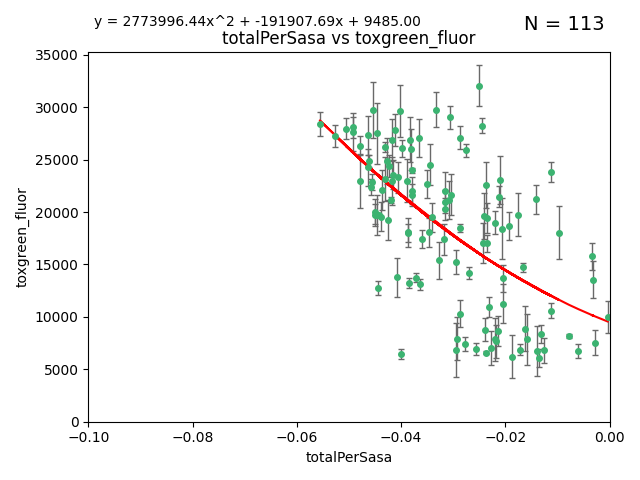 y = 2773996.44x^2 + -191907.69x + 9485.00
N = 113
totalPerSasa vs toxgreen_fluor
35000
30000
25000
20000
15000
10000
5000
0
toxgreen_fluor
−0.10
−0.08
−0.06
−0.04
−0.02
0.00
totalPerSasa